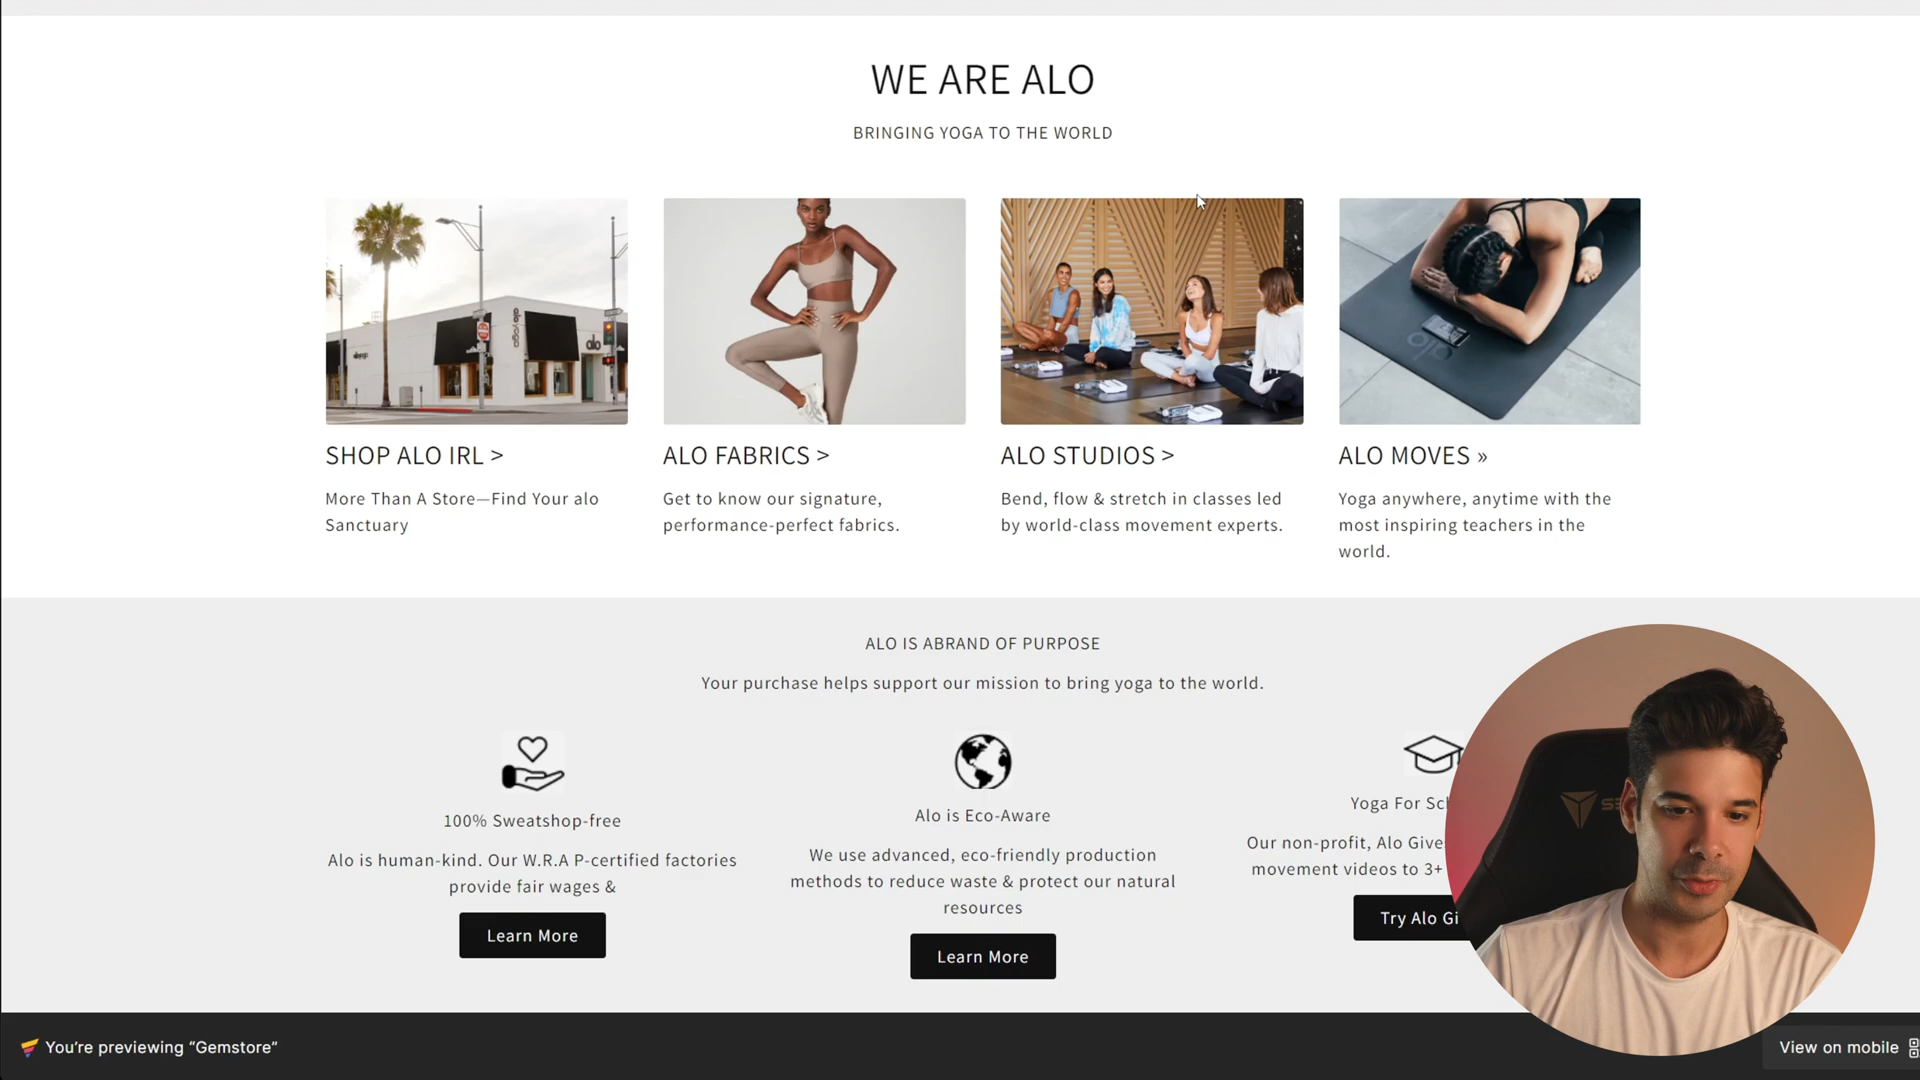 WE ARE ALO
BRINGING YOGA TO THE WORLD
SHOP ALO IRL >
More Than A Store—Find Your alo
Sanctuary
ALO FABRICS >
Get to know our signature,
performance-perfect fabrics.
ALO STUDIOS >
Bend, flow & stretch in classes led
by world-class movement experts.
alo
ALO MOVES »
Yoga anywhere, anytime with the
most inspiring teachers in the
world.
ALO IS ABRAND OF PURPOSE
Your purchase helps support our mission to bring yoga to the world.
100% Sweatshop-free
Alo is human-kind. Our W.R.A P-certified factories
provide fair wages &
Learn More
Alo is Eco-Aware
We use advanced, eco-friendly production
methods to reduce waste & protect our natural
resources
Learn More
Yoga For
Our non-profit, Alo Give
movement videos to 3+
Try Alo
You're previewing “Gemstore”
View on mobile